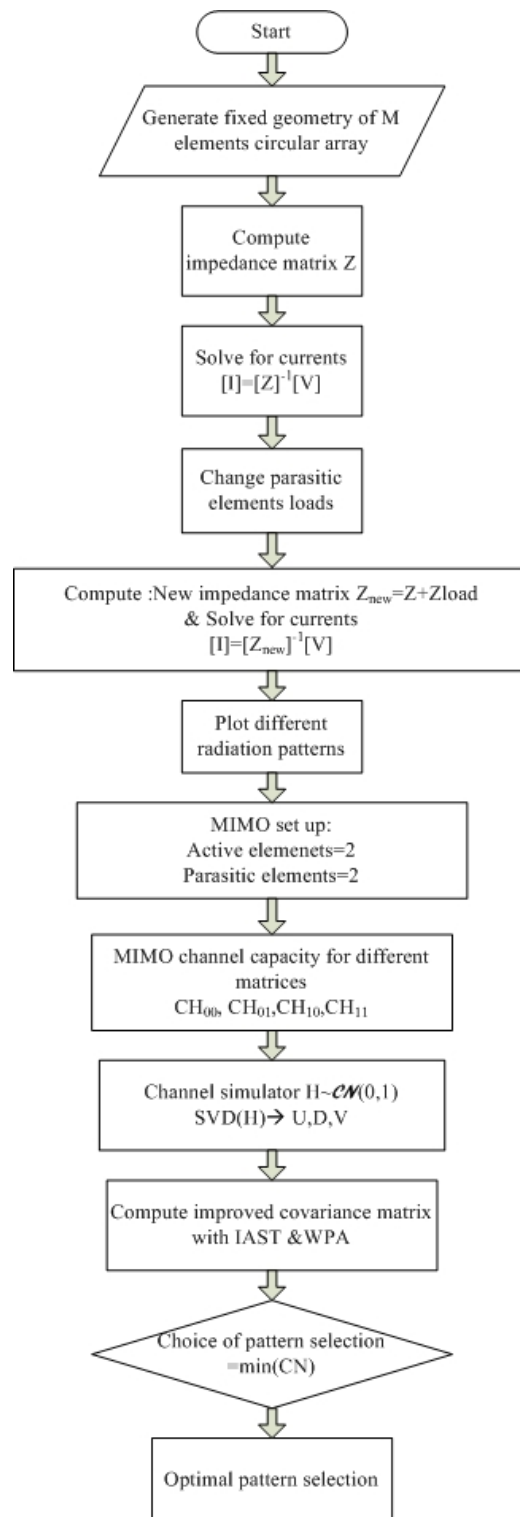 Start
Generate fixed geometry of M
elements circular array
Compute
impedance matrix Z
Solve for currents
[I]=[Z]⁻¹[V]
Change parasitic
elements loads
Compute :New impedance matrix Zₙₑw=Z+Zload
& Solve for currents
[I]=[Zₙₑw]⁻¹[V]
Plot different
radiation patterns
MIMO set up:
Active elemenets=2
Parasitic elements=2
MIMO channel capacity for different
matrices
CH₀₀, CH₀₁,CH₁₀,CH₁₁
Channel simulator H~𝓒𝓝(0,1)
SVD(H)→ U,D,V
Compute improved covariance matrix
with IAST &WPA
Choice of pattern selection
=min(CN)
Optimal pattern selection